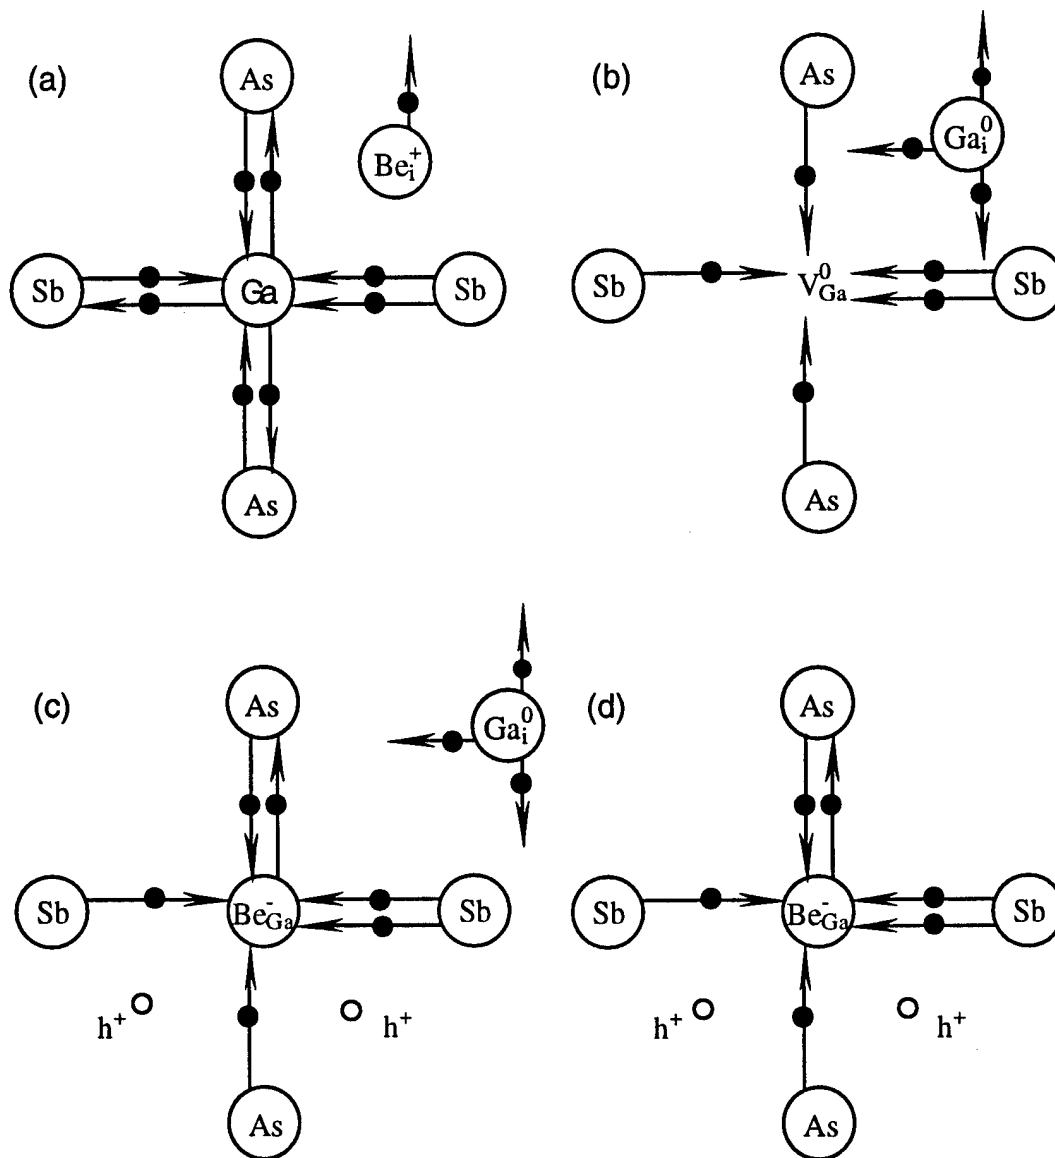 (a)
As
Be_i^+
Sb
Ga
Sb
As
(b)
As
Ga_i^0
Sb
V_Ga^0
Sb
As
(c)
As
Ga_i^0
Sb
Be_Ga^-
Sb
h^+
h^+
As
(d)
As
Sb
Be_Ga^-
Sb
h^+
h^+
As